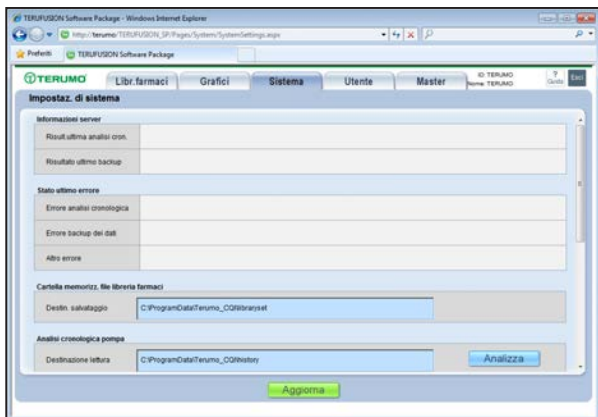 TERUFUSION Software Package - Windows Internet Explorer
http://terumo/TERUFUSION_SP/Pages/System/SystemSettings.aspx
Preferiti TERUFUSION Software Package
TERUMO Libr.farmaci Grafici Sistema Utente Master ID: TERUMO Nome: TERUMO ? Guida Esci
Impostaz. di sistema
Informazioni server
Risult.ultima analisi cron.
Risultato ultimo backup
Stato ultimo errore
Errore analisi cronologica
Errore backup dei dati
Altro errore
Cartella memorizz. file libreria farmaci
Destin. salvataggio C:\ProgramData\Terumo_CQI\libraryset
Analisi cronologica pompa
Destinazione lettura C:\ProgramData\Terumo_CQI\history Analizza
Aggiorna